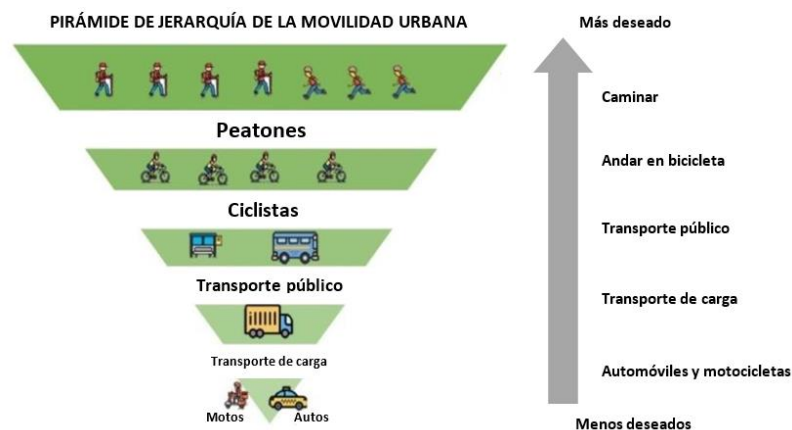 PIRÁMIDE DE JERARQUÍA DE LA MOVILIDAD URBANA
Peatones
Ciclistas
Transporte público
Transporte de carga
Motos
Autos
Más deseado
Caminar
Andar en bicicleta
Transporte público
Transporte de carga
Automóviles y motocicletas
Menos deseados